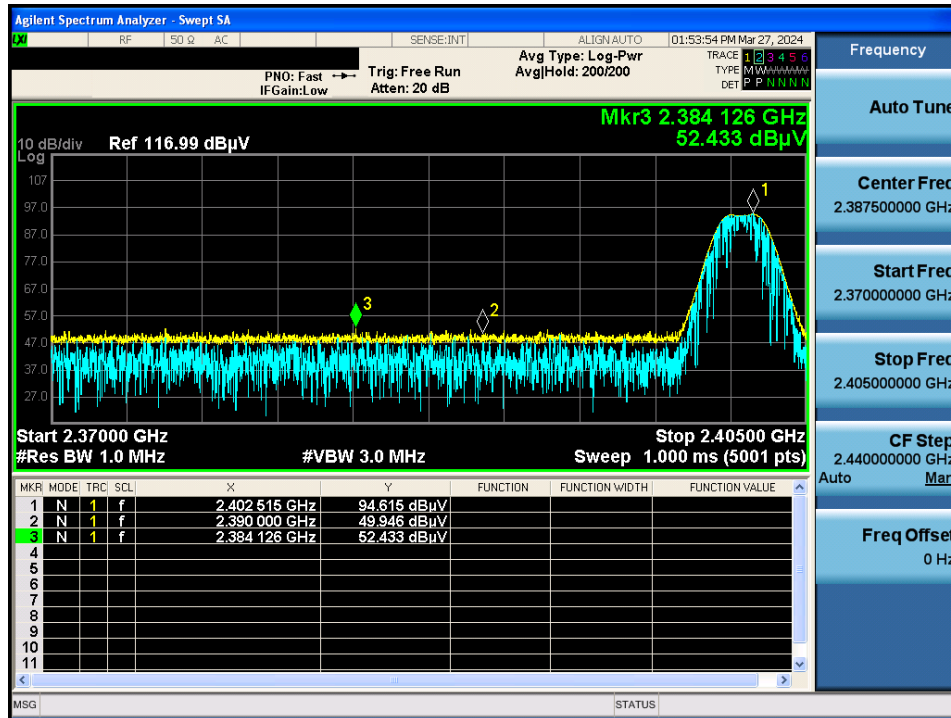 Agilent Spectrum Analyzer - Swept SA
LXI RF 50 Ω AC SENSE:INT ALIGN AUTO 01:53:54 PM Mar 27, 2024
PNO: Fast Trig: Free Run Avg Type: Log-Pwr TRACE 1 2 3 4 5 6
IFGain:Low Atten: 20 dB Avg|Hold: 200/200 TYPE M
DET P P N N N N
Mkr3 2.384 126 GHz
52.433 dBµV
10 dB/div Ref 116.99 dBµV
Log
107
97.0
87.0
77.0
67.0
57.0
47.0
37.0
27.0
1
2
3
Start 2.37000 GHz Stop 2.40500 GHz
#Res BW 1.0 MHz #VBW 3.0 MHz Sweep 1.000 ms (5001 pts)
MKR MODE TRC SCL X Y FUNCTION FUNCTION WIDTH FUNCTION VALUE
1 N 1 f 2.402 515 GHz 94.615 dBµV
2 N 1 f 2.390 000 GHz 49.946 dBµV
3 N 1 f 2.384 126 GHz 52.433 dBµV
4
5
6
7
8
9
10
11
MSG STATUS
Frequency
Auto Tune
Center Freq
2.387500000 GHz
Start Freq
2.370000000 GHz
Stop Freq
2.405000000 GHz
CF Step
2.440000000 GHz
Auto Man
Freq Offset
0 Hz